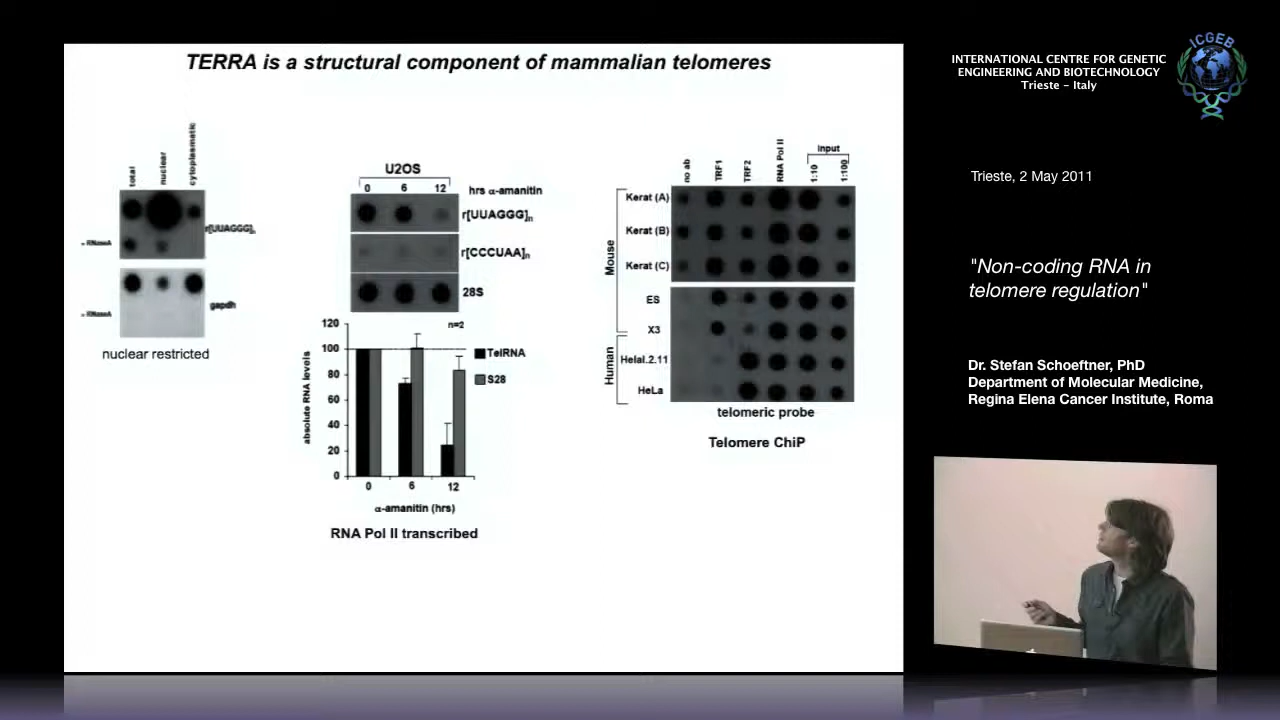 TERRA is a structural component of mammalian telomeres
total
nuclear
cytoplasmatic
r[UUAGGG]n
+ RNaseA
gapdh
+ RNaseA
nuclear restricted
U2OS
0 6 12 hrs α-amanitin
r[UUAGGG]n
r[CCCUAA]n
28S
n=2
120
100
80
60
40
20
0
absolute RNA levels
TelRNA
S28
0 6 12
α-amanitin (hrs)
RNA Pol II transcribed
no ab
TRF1
TRF2
RNA Pol II
input
1:10
1:100
Mouse
Kerat (A)
Kerat (B)
Kerat (C)
ES
X3
Human
HelaI.2.11
HeLa
telomeric probe
Telomere ChiP
INTERNATIONAL CENTRE FOR GENETIC
ENGINEERING AND BIOTECHNOLOGY
Trieste - Italy
ICGEB
Trieste, 2 May 2011
"Non-coding RNA in
telomere regulation"
Dr. Stefan Schoeftner, PhD
Department of Molecular Medicine,
Regina Elena Cancer Institute, Roma